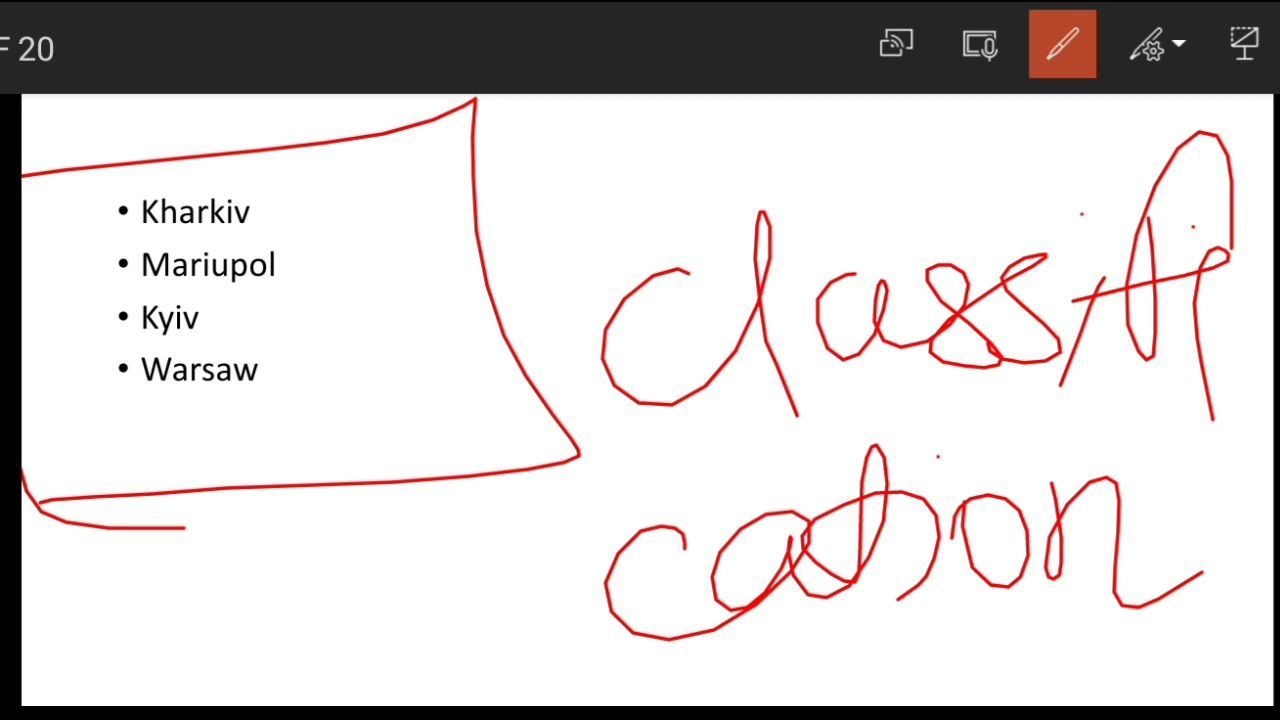 F 20
• Kharkiv
• Mariupol
• Kyiv
• Warsaw
classifi
cation